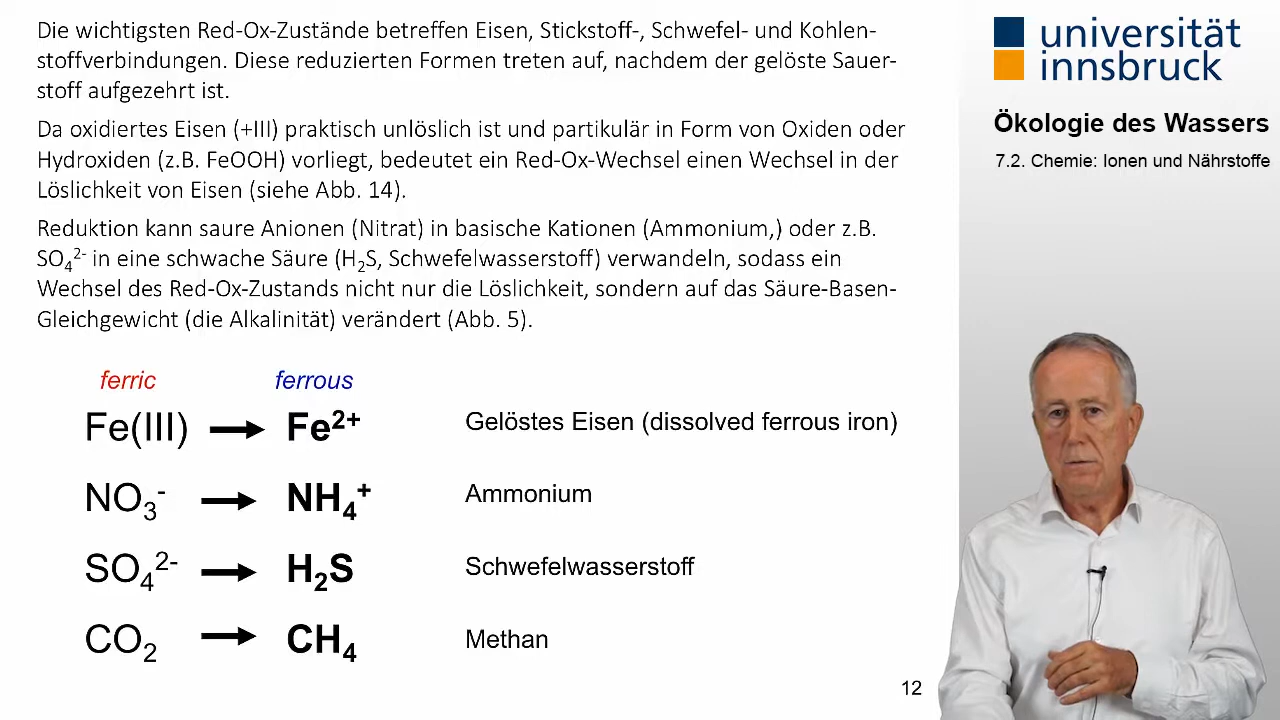 Die wichtigsten Red-Ox-Zustände betreffen Eisen, Stickstoff-, Schwefel- und Kohlen-
stoffverbindungen. Diese reduzierten Formen treten auf, nachdem der gelöste Sauer-
stoff aufgezehrt ist.
Da oxidiertes Eisen (+III) praktisch unlöslich ist und partikulär in Form von Oxiden oder
Hydroxiden (z.B. FeOOH) vorliegt, bedeutet ein Red-Ox-Wechsel einen Wechsel in der
Löslichkeit von Eisen (siehe Abb. 14).
Reduktion kann saure Anionen (Nitrat) in basische Kationen (Ammonium,) oder z.B.
SO₄²⁻ in eine schwache Säure (H₂S, Schwefelwasserstoff) verwandeln, sodass ein
Wechsel des Red-Ox-Zustands nicht nur die Löslichkeit, sondern auf das Säure-Basen-
Gleichgewicht (die Alkalinität) verändert (Abb. 5).
ferric ferrous
Fe(III) → Fe²⁺ Gelöstes Eisen (dissolved ferrous iron)
NO₃⁻ → NH₄⁺ Ammonium
SO₄²⁻ → H₂S Schwefelwasserstoff
CO₂ → CH₄ Methan
12
universität
innsbruck
Ökologie des Wassers
7.2. Chemie: Ionen und Nährstoffe